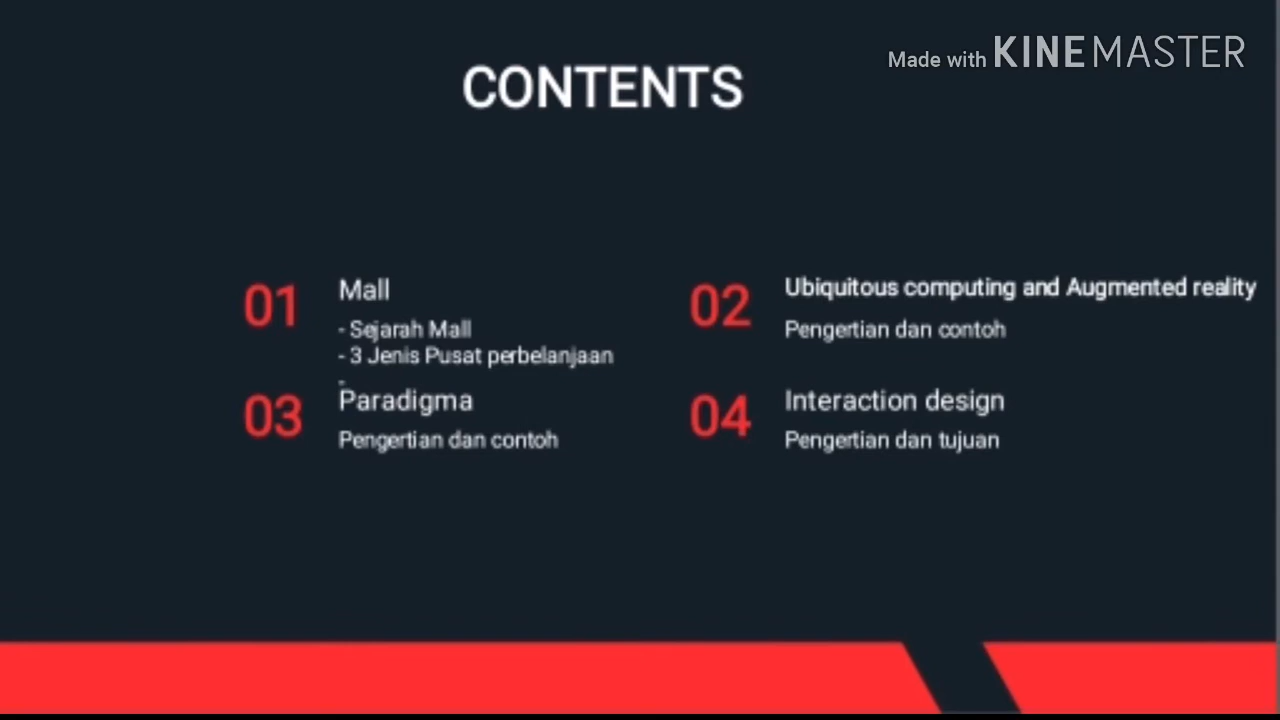 Made with KINEMASTER
CONTENTS
01
Mall
- Sejarah Mall
- 3 Jenis Pusat perbelanjaan
-
02
Ubiquitous computing and Augmented reality
Pengertian dan contoh
03
Paradigma
Pengertian dan contoh
04
Interaction design
Pengertian dan tujuan